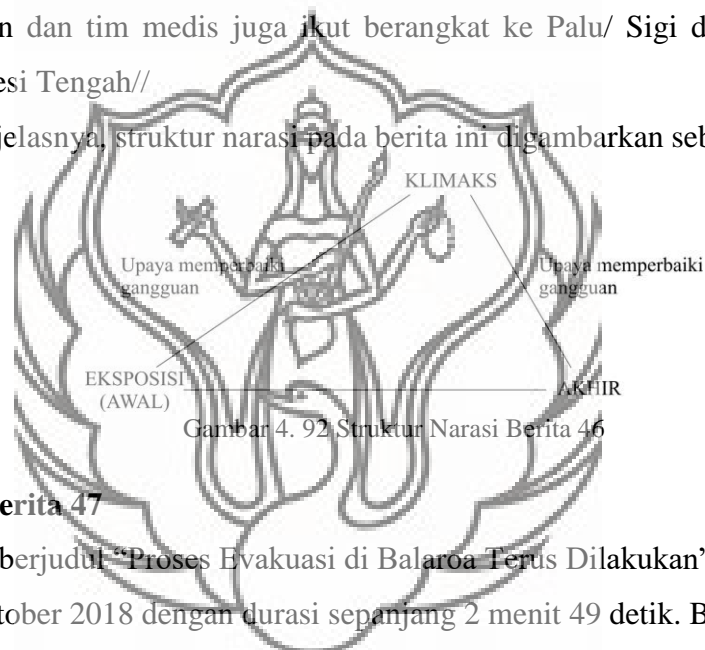 n dan tim medis juga ikut berangkat ke Palu/ Sigi d
esi Tengah//
jelasnya, struktur narasi pada berita ini digambarkan seb
KLIMAKS
Upaya memperbaiki
gangguan
Upaya memperbaiki
gangguan
EKSPOSISI
(AWAL)
AKHIR
Gambar 4. 92 Struktur Narasi Berita 46
erita 47
berjudul “Proses Evakuasi di Balaroa Terus Dilakukan”
tober 2018 dengan durasi sepanjang 2 menit 49 detik. B